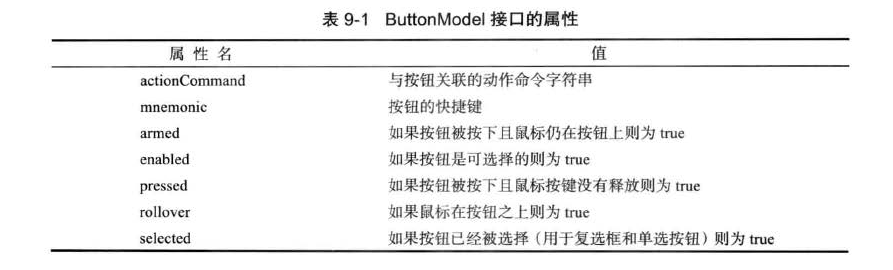 表 9-1 ButtonModel 接口的属性
属 性 名 值
actionCommand 与按钮关联的动作命令字符串
mnemonic 按钮的快捷键
armed 如果按钮被按下且鼠标仍在按钮上则为 true
enabled 如果按钮是可选择的则为 true
pressed 如果按钮被按下且鼠标按键没有释放则为 true
rollover 如果鼠标在按钮之上则为 true
selected 如果按钮已经被选择（用于复选框和单选按钮）则为 true